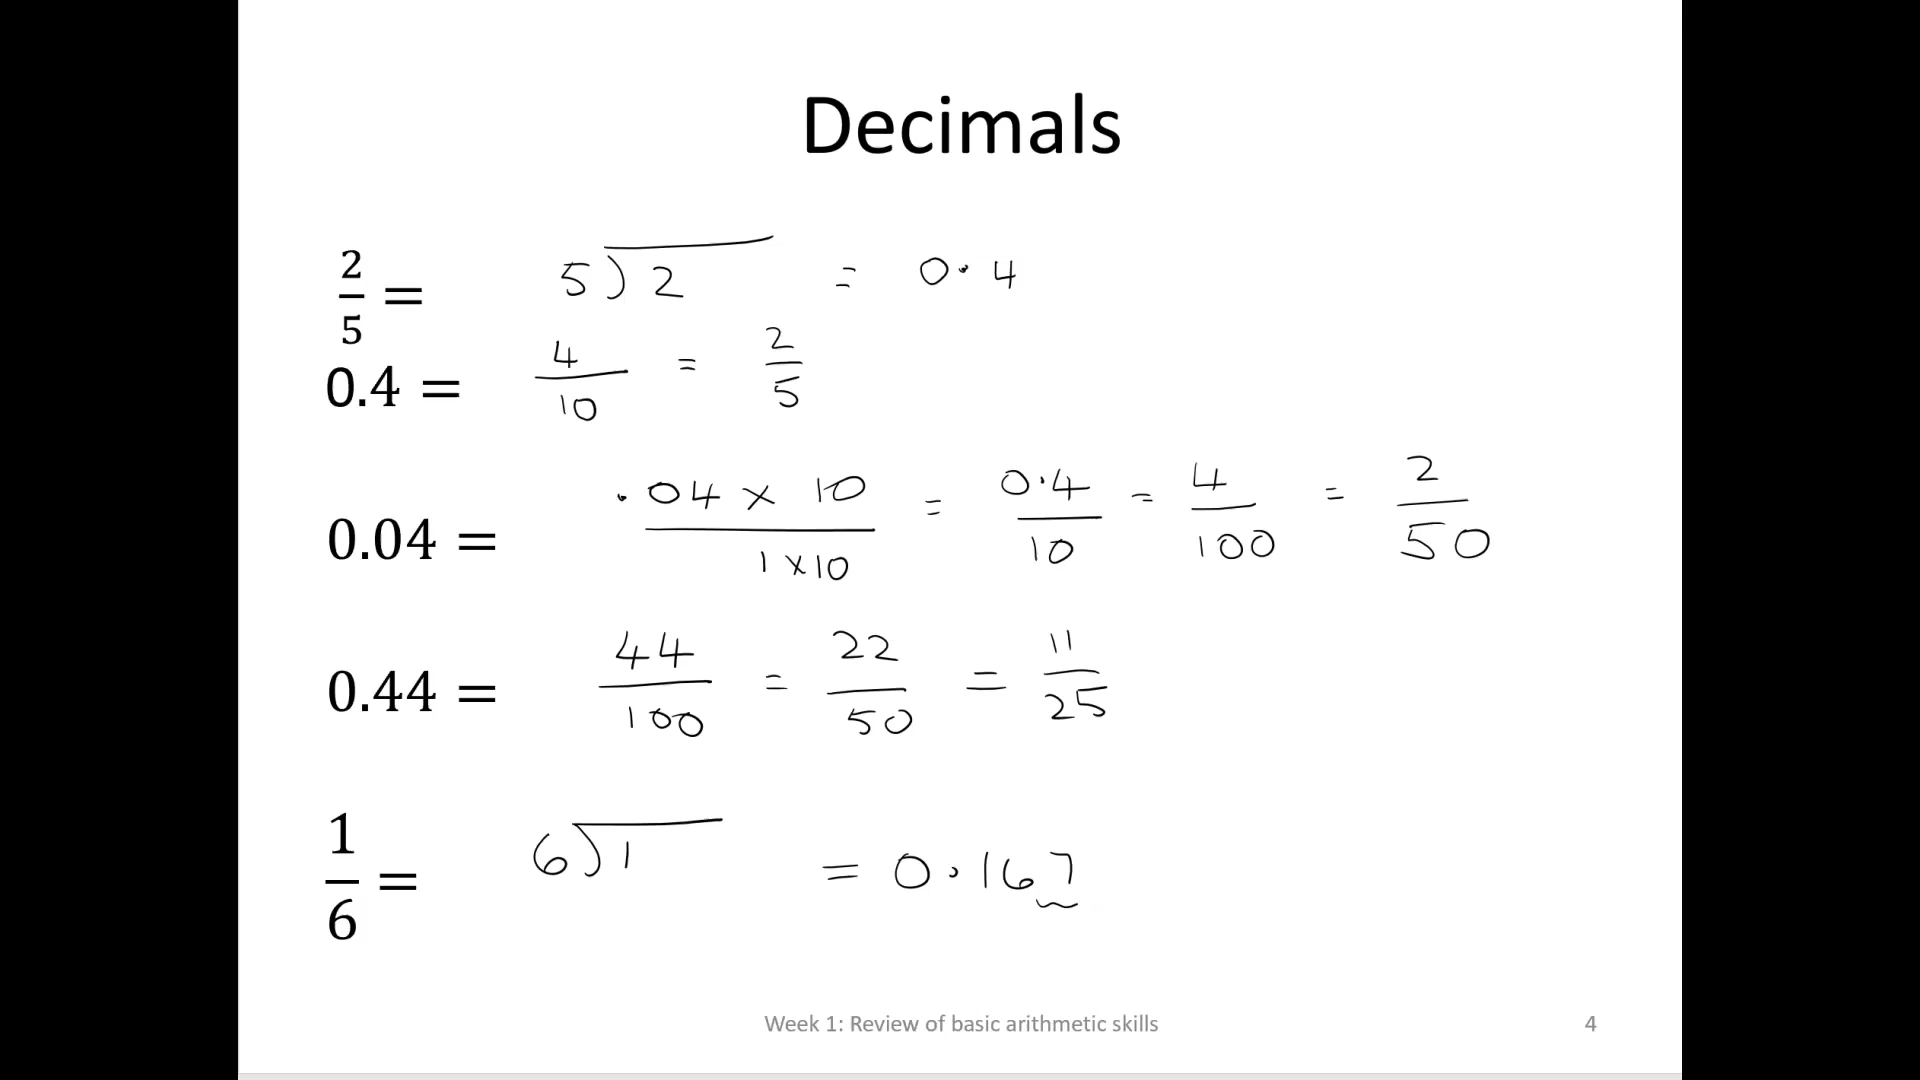 Decimals
2/5 = 5)2 = 0.4
0.4 = 4/10 = 2/5
0.04 = .04 x 10 / 1 x 10 = 0.4/10 = 4/100 = 2/50
0.44 = 44/100 = 22/50 = 11/25
1/6 = 6)1 = 0.167
Week 1: Review of basic arithmetic skills 4